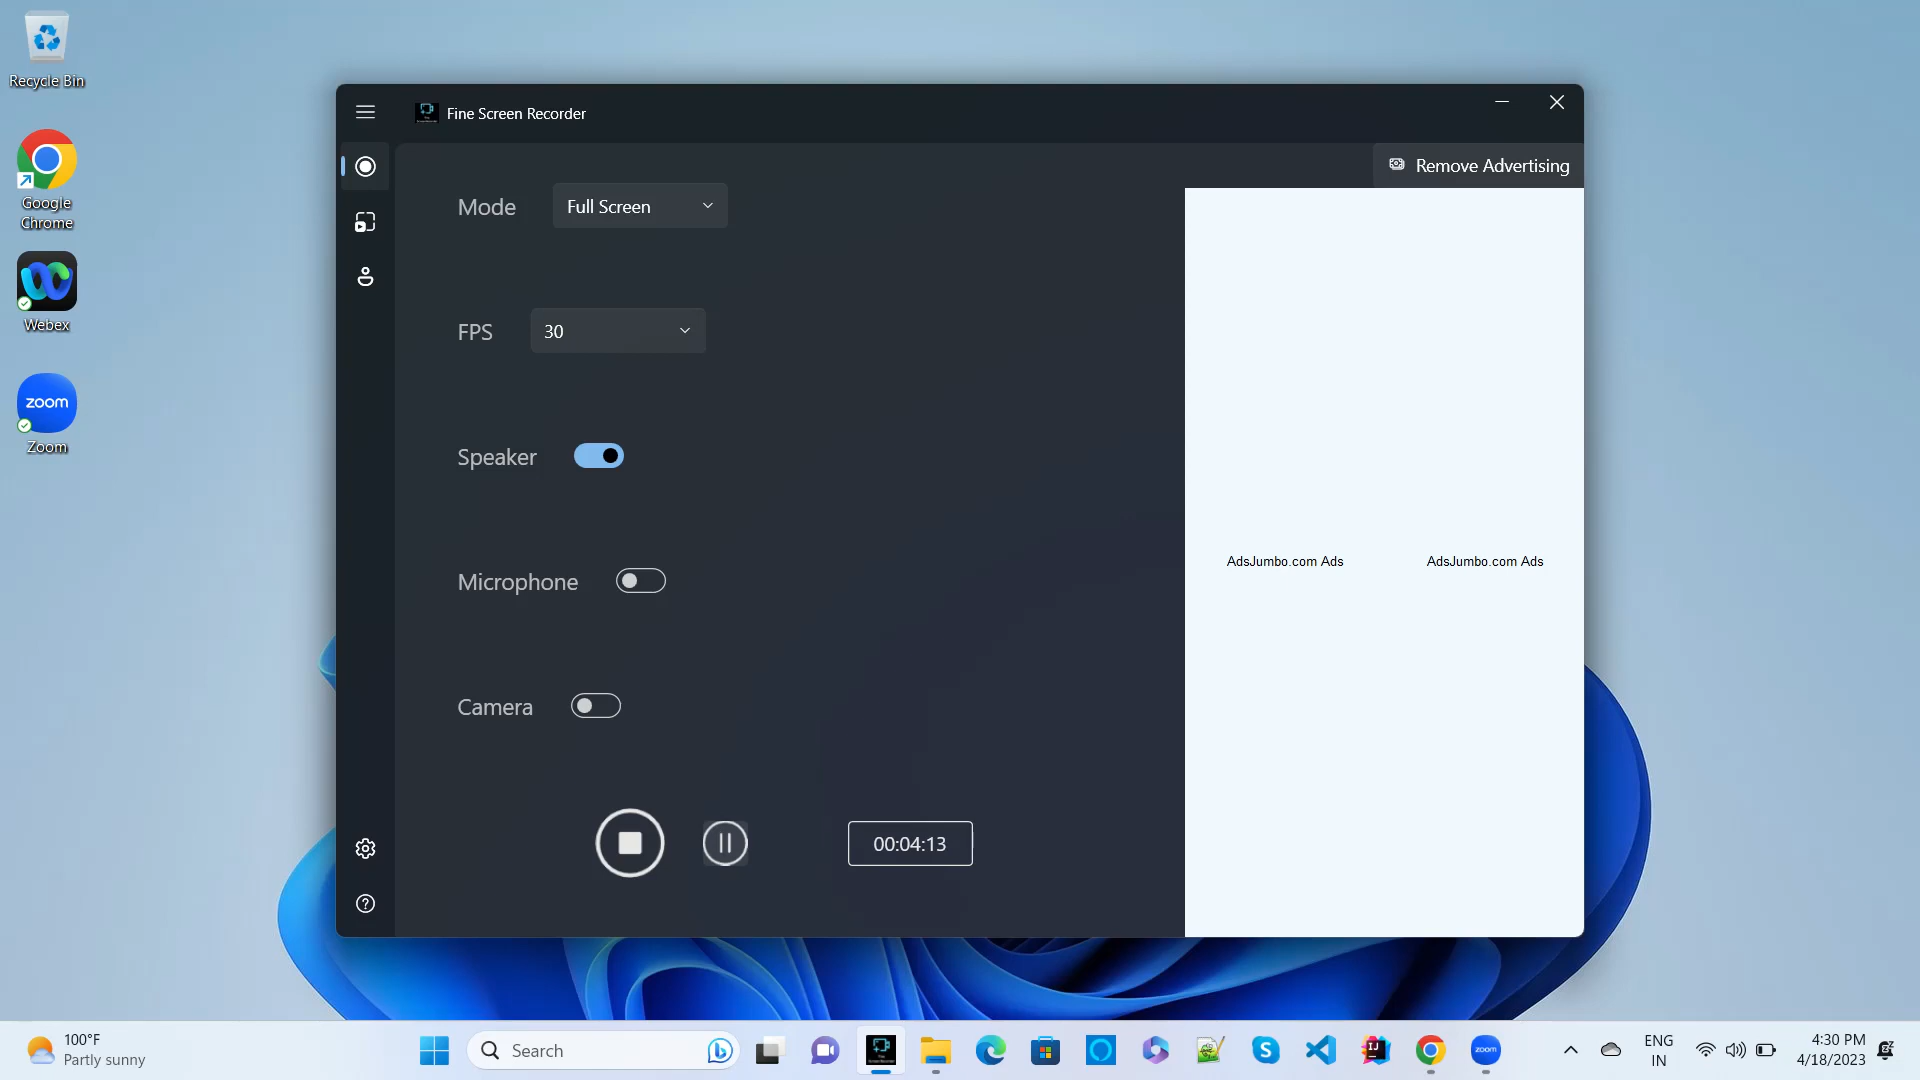 Recycle Bin
Google
Chrome
Webex
zoom
Zoom
Fine Screen Recorder
Remove Advertising
Mode
Full Screen
FPS
30
Speaker
Microphone
Camera
00:04:13
AdsJumbo.com Ads
AdsJumbo.com Ads
100°F
Partly sunny
Search
zoom
ENG
IN
4:30 PM
4/18/2023